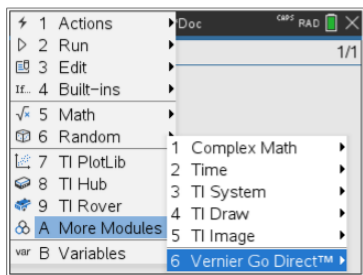 1 Actions
Doc CAPS RAD
2 Run
1/1
3 Edit
If... 4 Built-ins
5 Math
6 Random
7 TI PlotLib
8 TI Hub
9 TI Rover
A More Modules
var B Variables
1 Complex Math
2 Time
3 TI System
4 TI Draw
5 TI Image
6 Vernier Go Direct™